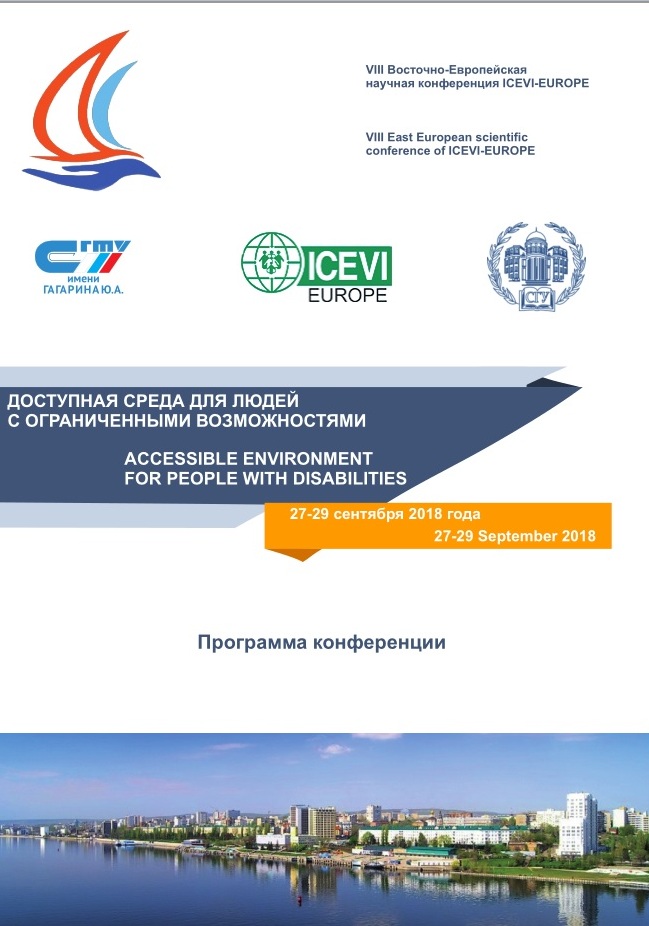 VIII Восточно-Европейская
научная конференция ICEVI-EUROPE
VIII East European scientific
conference of ICEVI-EUROPE
СГТУ
имени
ГАГАРИНА Ю.А.
ICEVI
EUROPE
СГУ
ДОСТУПНАЯ СРЕДА ДЛЯ ЛЮДЕЙ
С ОГРАНИЧЕННЫМИ ВОЗМОЖНОСТЯМИ
ACCESSIBLE ENVIRONMENT
FOR PEOPLE WITH DISABILITIES
27-29 сентября 2018 года
27-29 September 2018
Программа конференции